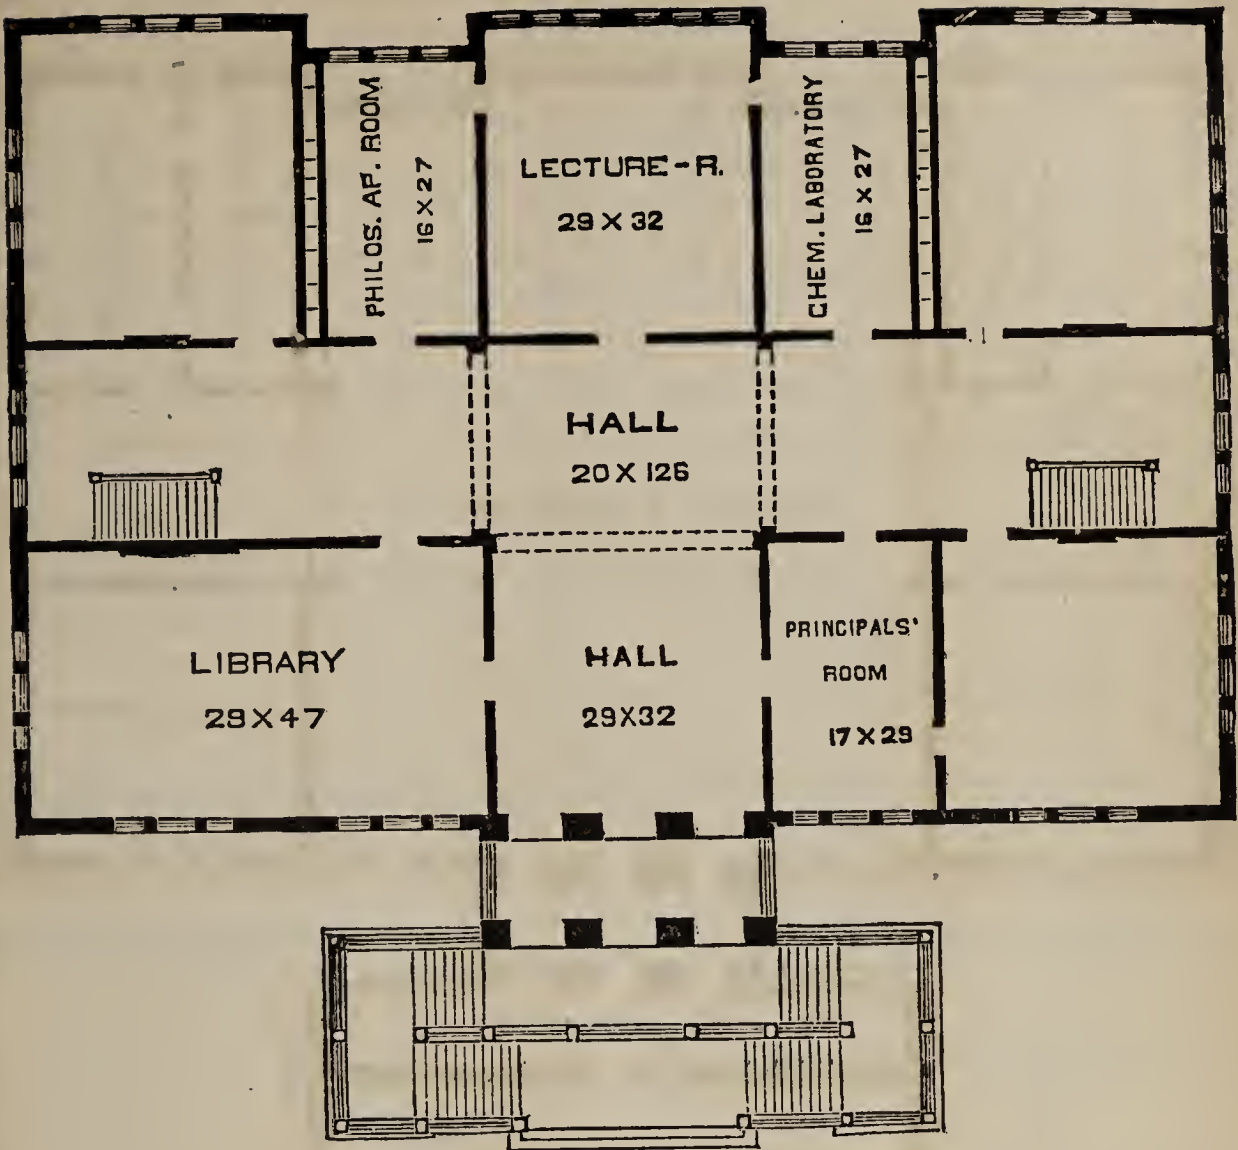 PHILOS. AP. ROOM
16 X 27
LECTURE-R.
29 X 32
CHEM. LABORATORY
16 X 27
HALL
20 X 126
LIBRARY
29 X 47
HALL
29X32
PRINCIPALS'
ROOM
17 X 29